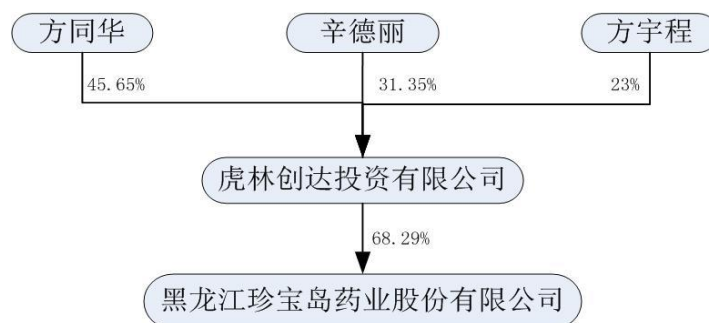 方同华
辛德丽
方宇程
45.65%
31.35%
23%
虎林创达投资有限公司
68.29%
黑龙江珍宝岛药业股份有限公司